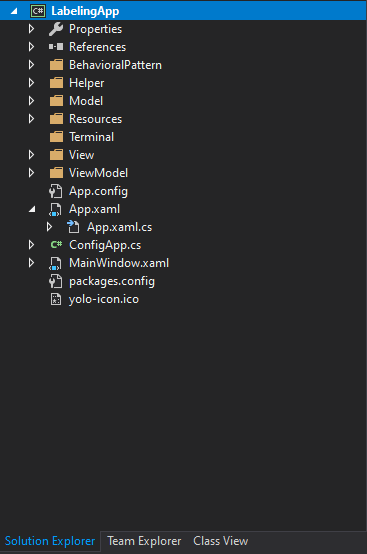 LabelingApp
Properties
References
BehavioralPattern
Helper
Model
Resources
Terminal
View
ViewModel
App.config
App.xaml
App.xaml.cs
C# ConfigApp.cs
MainWindow.xaml
packages.config
yolo-icon.ico
Solution Explorer Team Explorer Class View